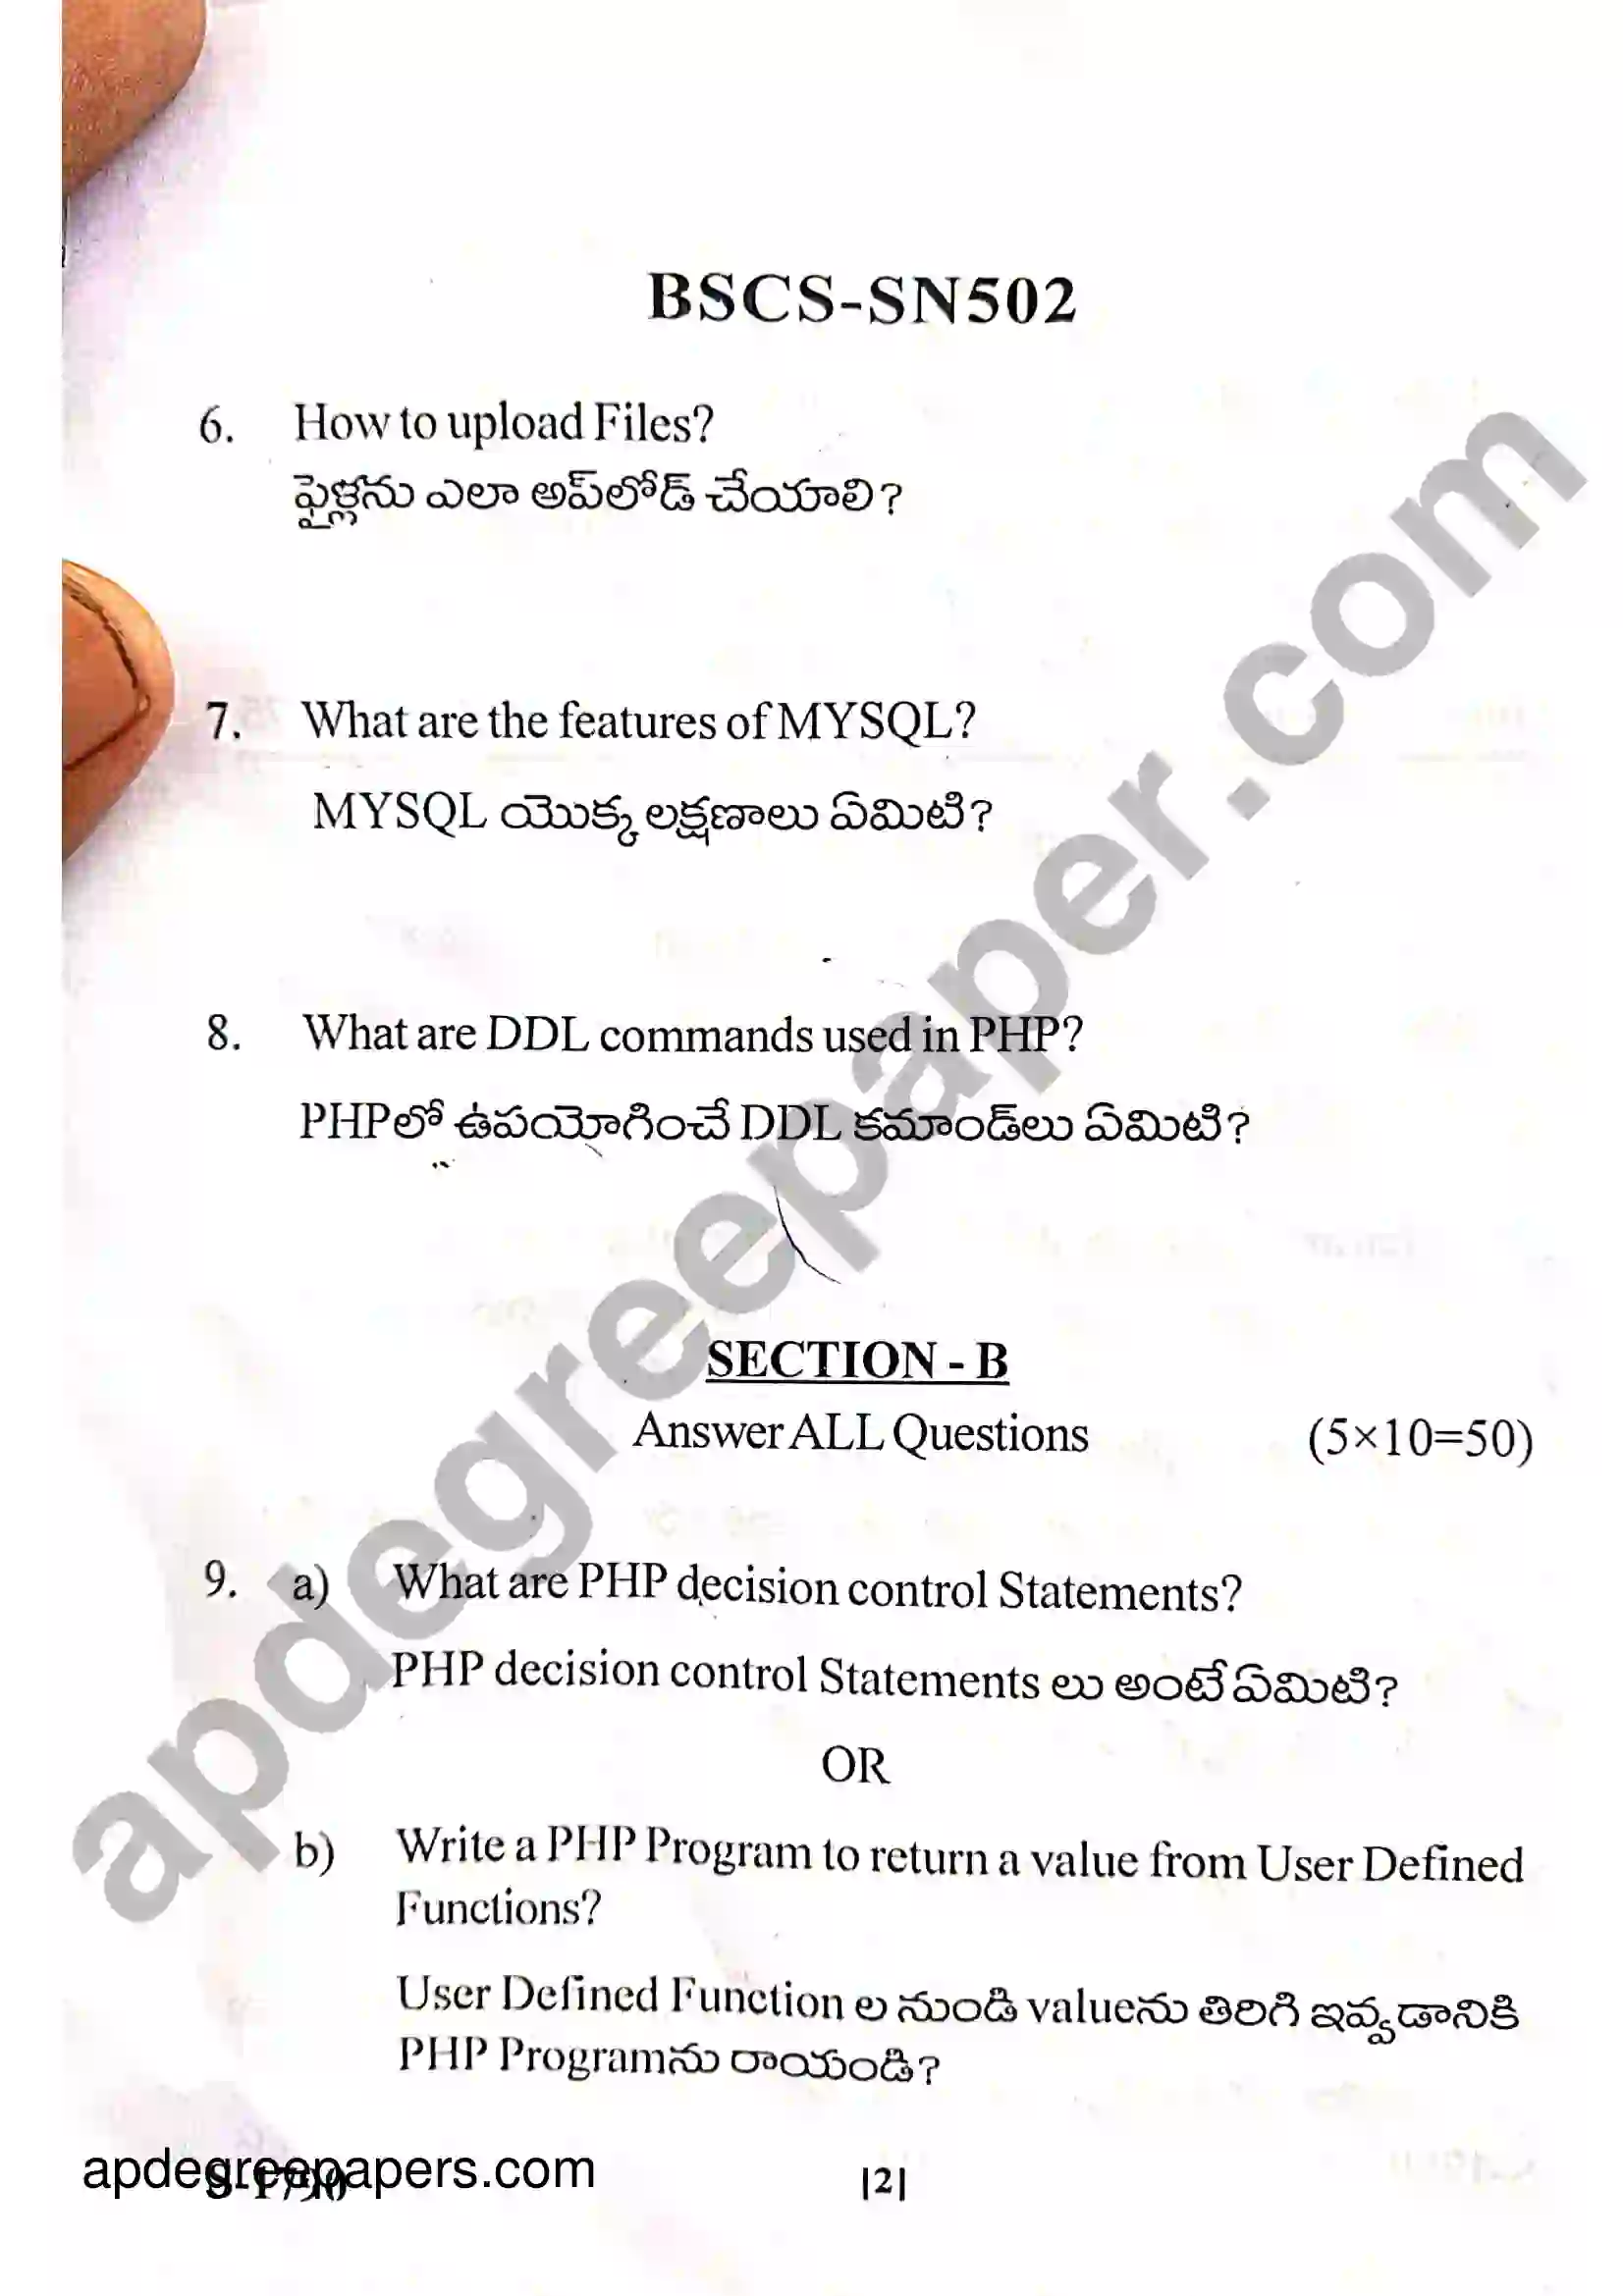 BSCS-SN502
6. How to upload Files?
ఫైళ్లను ఎలా అప్‌లోడ్ చేయాలి?
7. What are the features of MYSQL?
MYSQL యొక్క లక్షణాలు ఏమిటి?
8. What are DDL commands used in PHP?
PHPలో ఉపయోగించే DDL కమాండ్‌లు ఏమిటి?
SECTION - B
Answer ALL Questions (5×10=50)
9. a) What are PHP decision control Statements?
PHP decision control Statements లు అంటే ఏమిటి?
OR
b) Write a PHP Program to return a value from User Defined
Functions?
User Defined Function ల నుండి valueను తిరిగి ఇవ్వడానికి
PHP Programను రాయండి?
apdegreepapers.com
[2]
apdegreepaper.com